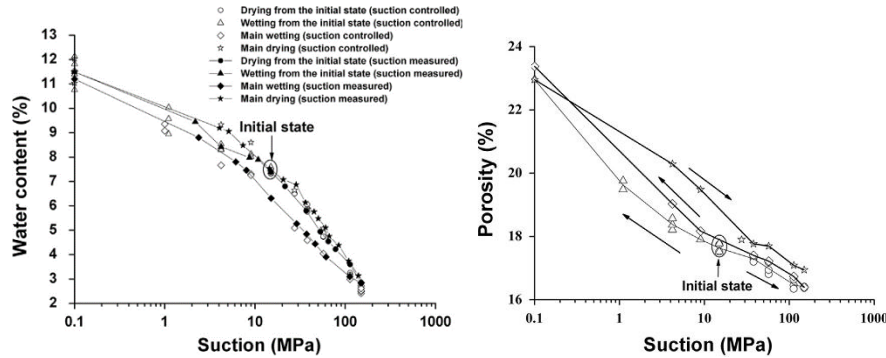 Drying from the initial state (suction controlled)
Wetting from the initial state (suction controlled)
Main wetting (suction controlled)
Main drying (suction controlled)
Drying from the initial state (suction measured)
Wetting from the initial state (suction measured)
Main wetting (suction measured)
Main drying (suction measured)
13
12
11
10
9
8
7
6
5
4
3
2
Water content (%)
Initial state
0.1 1 10 100 1000
Suction (MPa)
24
22
20
18
16
Porosity (%)
Initial state
0.1 1 10 100 1000
Suction (MPa)